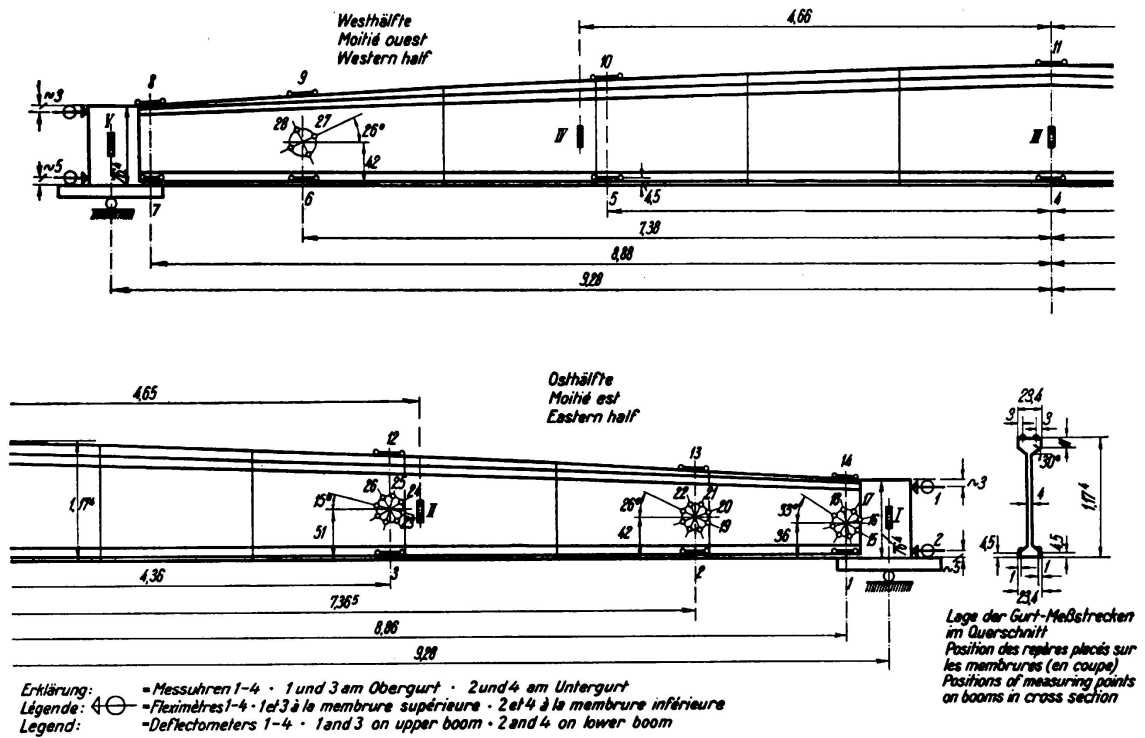 Westhälfte
Moitié ouest
Western half
4,66
11
10
9
8
~3
V
28 27
26°
IV
III
~5
76⁴
42
7
6
5
4,5
4
7,38
8,88
9,28
Osthälfte
Moitié est
Eastern half
4,65
23,4
3 3
12
13
14
30°
~3
26 25 24
15°
II
26°
22 21 20
19
33°
18 17
16
15
I
1
4
1,17⁴
1,17⁴
51
42
36
76⁴
2
4,5
4,5
~5
3
2
1
1 1
4,36
23,4
7,36⁵
8,86
9,28
Lage der Gurt-Meßstrecken
im Querschnitt
Position des repères placés sur
les membrures (en coupe)
Positions of measuring points
on booms in cross section
Erklärung: = Messuhren 1-4 · 1 und 3 am Obergurt · 2 und 4 am Untergurt
Légende: = Fleximètres 1-4 · 1 et 3 à la membrure supérieure · 2 et 4 à la membrure inférieure
Legend: = Deflectometers 1-4 · 1 and 3 on upper boom · 2 and 4 on lower boom